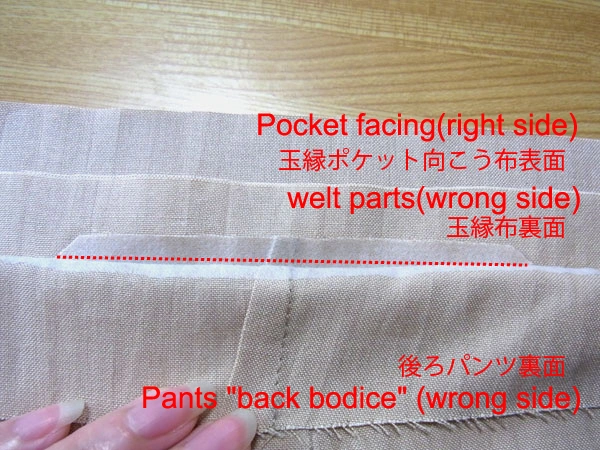 Pocket facing(right side)
玉縁ポケット向こう布表面
welt parts(wrong side)
玉縁布裏面
後ろパンツ裏面
Pants "back bodice" (wrong side)